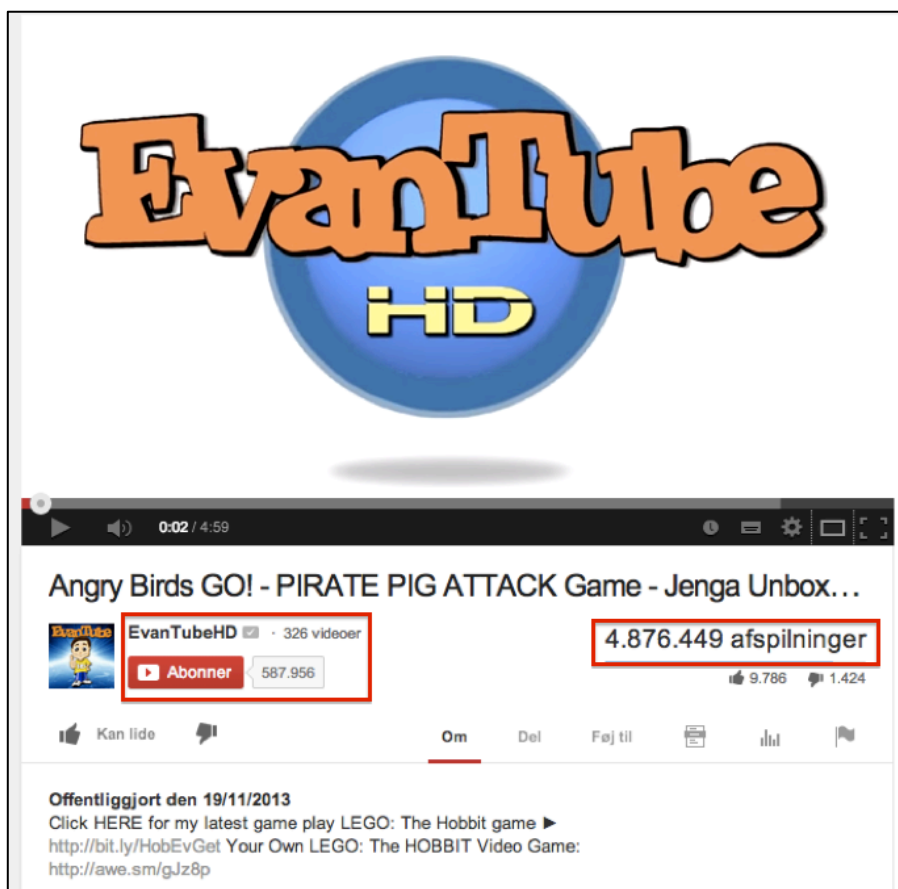 EvanTube
HD
0:02 / 4:59
Angry Birds GO! - PIRATE PIG ATTACK Game - Jenga Unbox...
EvanTube
EvanTubeHD · 326 videoer
4.876.449 afspilninger
Abonner 587.956
9.786 1.424
Kan lide
Om Del Føj til
Offentliggjort den 19/11/2013
Click HERE for my latest game play LEGO: The Hobbit game ►
http://bit.ly/HobEvGet Your Own LEGO: The HOBBIT Video Game:
http://awe.sm/gJz8p